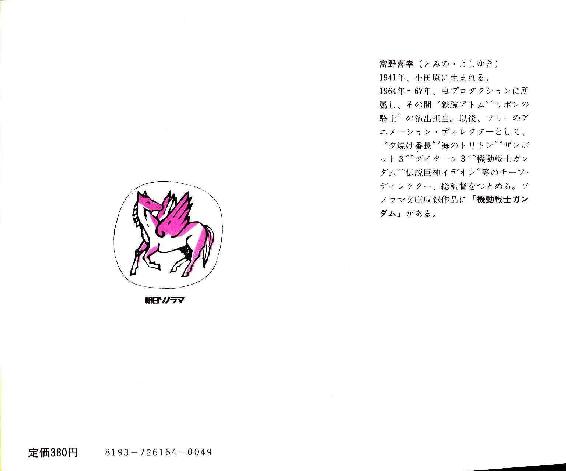 富野喜幸（とみの・よしゆき）
1941年、小田原に生まれる。
1964年〜67年、虫プロダクションに所
属し、その間“鉄腕アトム”“リボンの
騎士”の演出担当。以後、フリーのア
ニメーション・ディレクターとして、
“夕焼け番長”“海のトリトン”“ザンボ
ット3”“ダイターン3”“機動戦士ガン
ダム”“伝説巨神イデオン”等のチーフ・
ディレクター、総監督をつとめる。ソ
ノラマ文庫収録作品に「機動戦士ガン
ダム」がある。
朝日ソノラマ
定価380円
8193-726164-0049